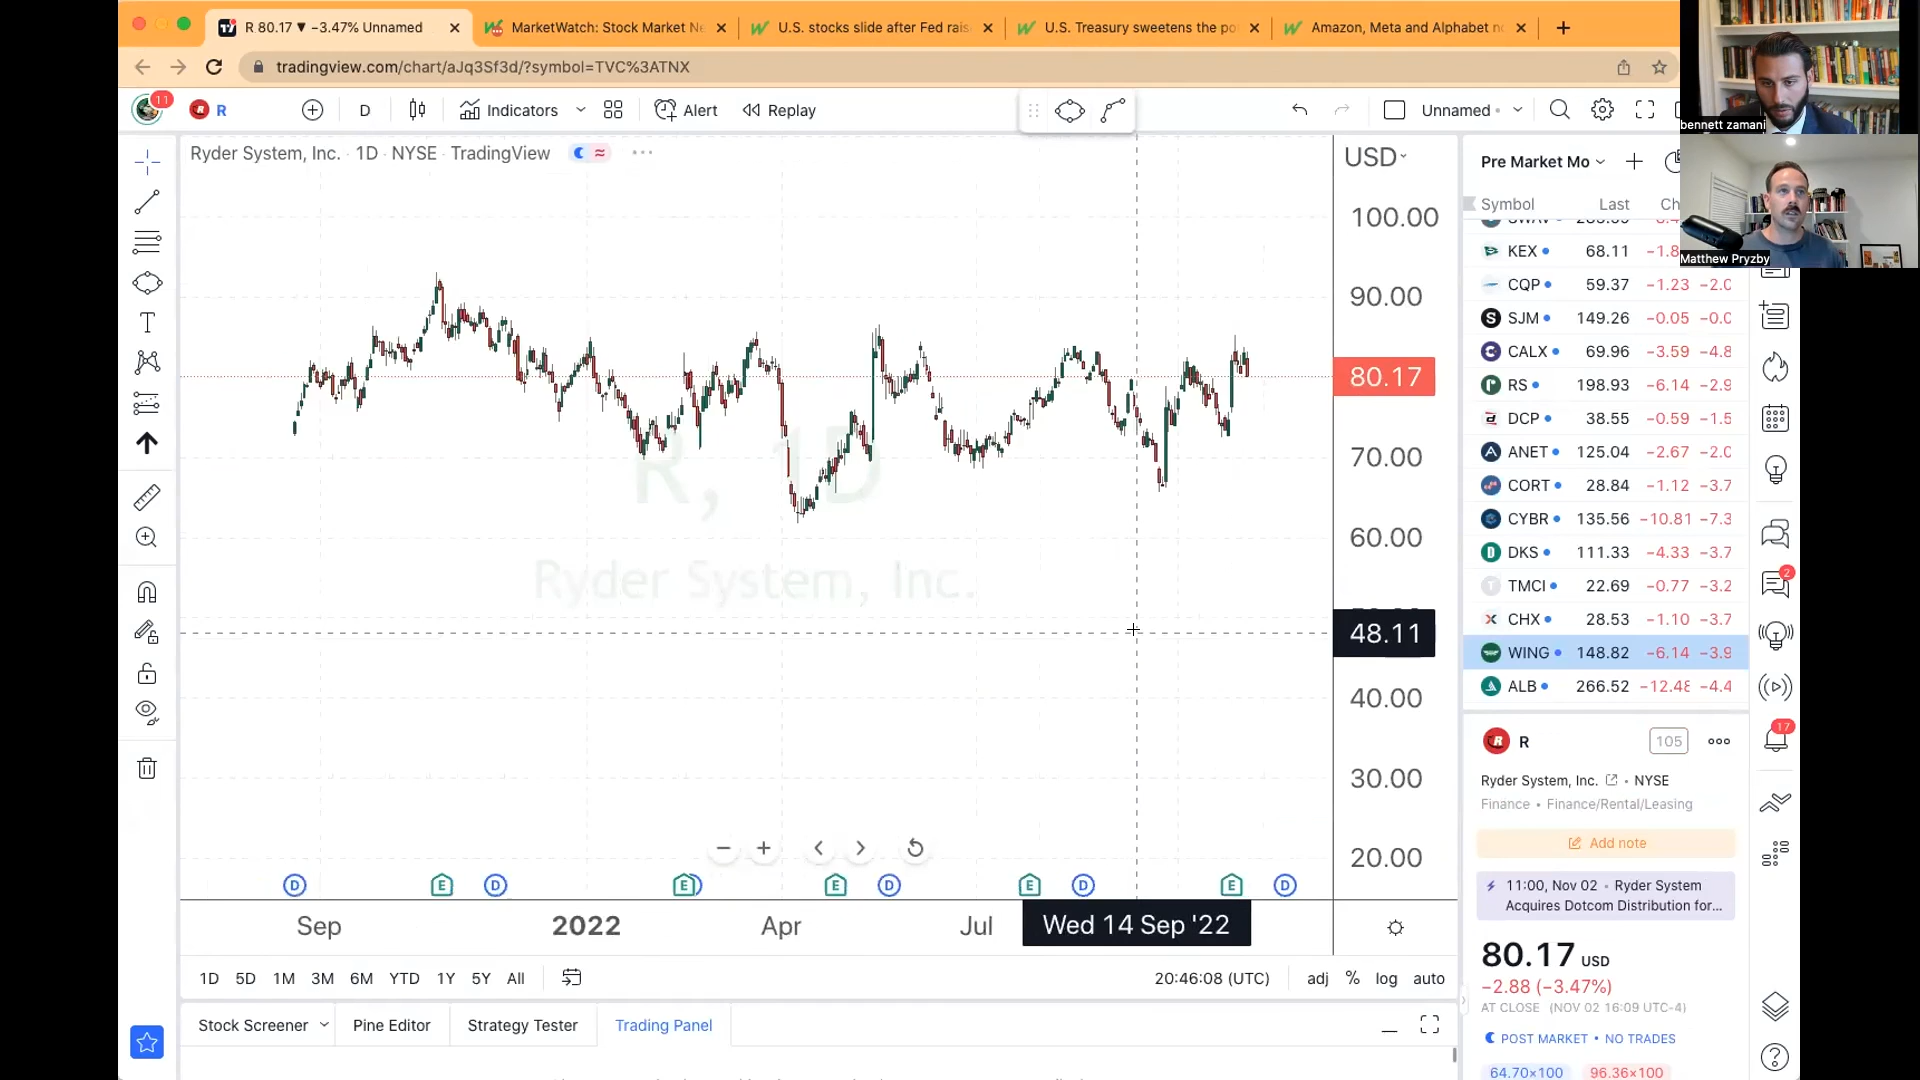 R 80.17 ▼ −3.47% Unnamed
MarketWatch: Stock Market Ne
U.S. stocks slide after Fed rais
U.S. Treasury sweetens the po
Amazon, Meta and Alphabet no
tradingview.com/chart/aJq3Sf3d/?symbol=TVC%3ATNX
11
R
D
Indicators
Alert
Replay
Unnamed
bennett zamani
Matthew Pryzby
Ryder System, Inc. · 1D · NYSE · TradingView
USD
Pre Market Mo
Symbol Last Ch
KEX 68.11 −1.8
CQP 59.37 −1.23 −2.0
SJM 149.26 −0.05 −0.0
CALX 69.96 −3.59 −4.8
RS 198.93 −6.14 −2.9
DCP 38.55 −0.59 −1.5
ANET 125.04 −2.67 −2.0
CORT 28.84 −1.12 −3.7
CYBR 135.56 −10.81 −7.3
DKS 111.33 −4.33 −3.7
TMCI 22.69 −0.77 −3.2
CHX 28.53 −1.10 −3.7
WING 148.82 −6.14 −3.9
ALB 266.52 −12.48 −4.4
100.00
90.00
80.17
70.00
60.00
48.11
40.00
30.00
20.00
R, 1D
Ryder System, Inc.
2
17
R
105
Ryder System, Inc. • NYSE
Finance • Finance/Rental/Leasing
Add note
11:00, Nov 02 • Ryder System
Acquires Dotcom Distribution for...
80.17 USD
−2.88 (−3.47%)
AT CLOSE (NOV 02 16:09 UTC-4)
POST MARKET • NO TRADES
64.70×100 96.36×100
D E D E E D E D E D
Sep 2022 Apr Jul Wed 14 Sep '22
1D 5D 1M 3M 6M YTD 1Y 5Y All
20:46:08 (UTC) adj % log auto
Stock Screener Pine Editor Strategy Tester Trading Panel